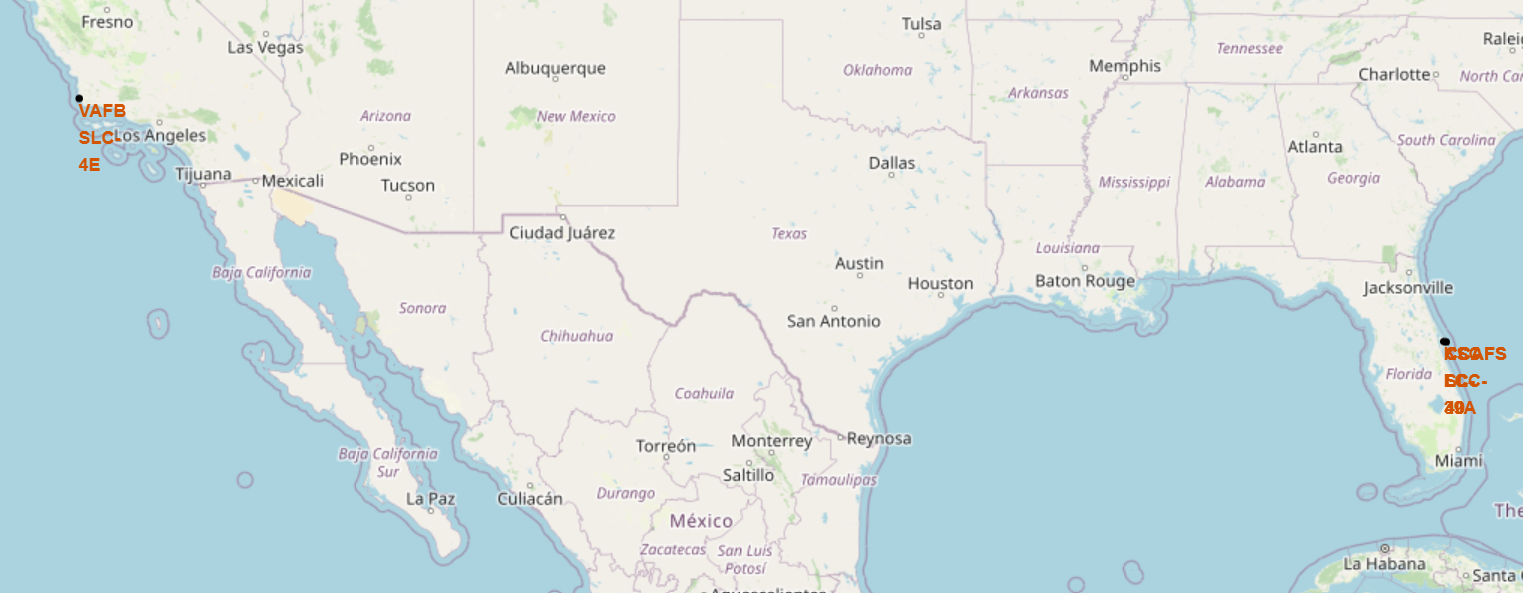 Fresno
Las Vegas
Tulsa
Tennessee
Memphis
Charlotte
Albuquerque
Oklahoma
Arkansas
VAFB
SLC-
4E
Los Angeles
Arizona
New Mexico
Atlanta
South Carolina
Phoenix
Dallas
Tijuana
Mexicali
Tucson
Mississippi
Alabama
Georgia
Ciudad Juárez
Texas
Louisiana
Baja California
Austin
Houston
Baton Rouge
Jacksonville
Sonora
San Antonio
Chihuahua
Florida
Coahuila
Torreón
Monterrey
Reynosa
Baja California
Sur
Saltillo
Tamaulipas
Miami
La Paz
Culiacán
Durango
México
Zacatecas
San Luis
Potosí
La Habana